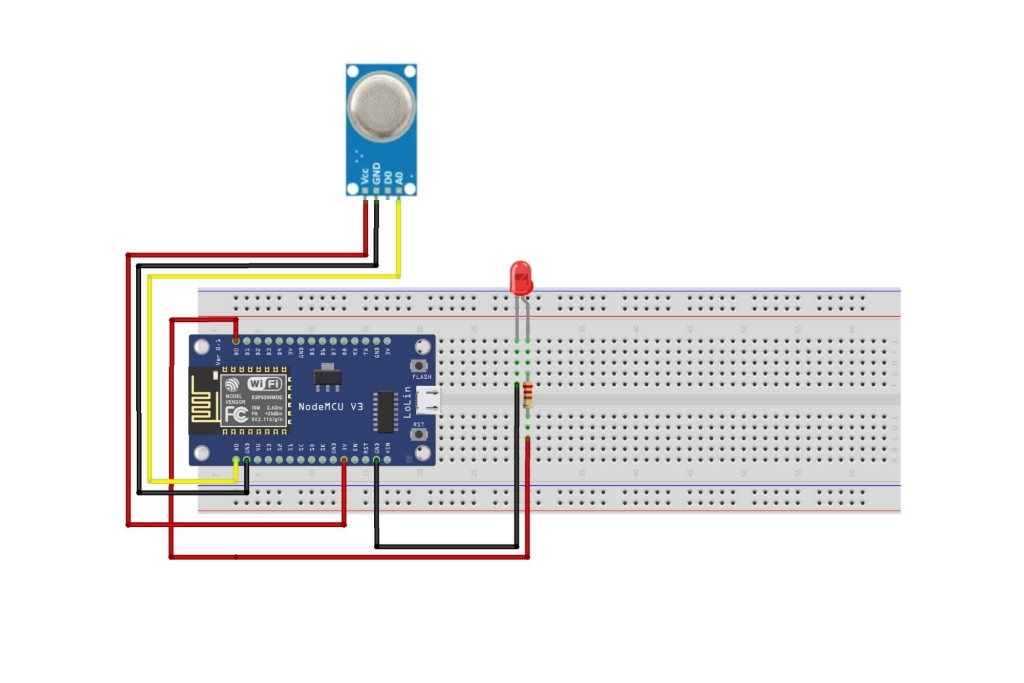 Vcc
GND
D0
A0
Ver 0.1
D0 D1 D2 D3 D4 3V GND D5 D6 D7 D8 RX TX GND 3V
FLASH
WiFi
MODEL
VENDOR
ESP8266MOD
ISM 2.4GHz
PA +25dBm
802.11b/g/n
FC
NodeMCU V3
LoLin
RST
A0 GND VU S3 S2 S1 SC S0 SK GND 3V EN RST GND VIN